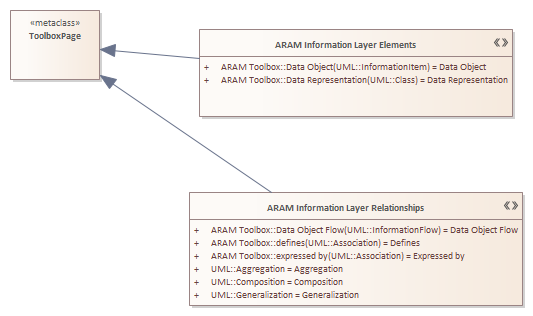 «metaclass»
ToolboxPage
ARAM Information Layer Elements
+ ARAM Toolbox::Data Object(UML::InformationItem) = Data Object
+ ARAM Toolbox::Data Representation(UML::Class) = Data Representation
ARAM Information Layer Relationships
+ ARAM Toolbox::Data Object Flow(UML::InformationFlow) = Data Object Flow
+ ARAM Toolbox::defines(UML::Association) = Defines
+ ARAM Toolbox::expressed by(UML::Association) = Expressed by
+ UML::Aggregation = Aggregation
+ UML::Composition = Composition
+ UML::Generalization = Generalization